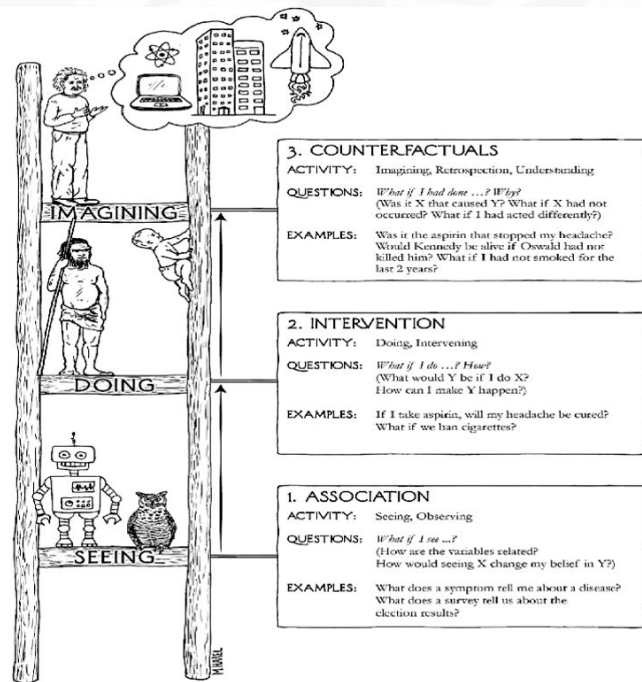 IMAGINING
DOING
SEEING
M.HAREL
3. COUNTERFACTUALS
ACTIVITY: Imagining, Retrospection, Understanding
QUESTIONS: What if I had done ...? Why?
(Was it X that caused Y? What if X had not
occurred? What if I had acted differently?)
EXAMPLES: Was it the aspirin that stopped my headache?
Would Kennedy be alive if Oswald had not
killed him? What if I had not smoked for the
last 2 years?
2. INTERVENTION
ACTIVITY: Doing, Intervening
QUESTIONS: What if I do ...? How?
(What would Y be if I do X?
How can I make Y happen?)
EXAMPLES: If I take aspirin, will my headache be cured?
What if we ban cigarettes?
1. ASSOCIATION
ACTIVITY: Seeing, Observing
QUESTIONS: What if I see ...?
(How are the variables related?
How would seeing X change my belief in Y?)
EXAMPLES: What does a symptom tell me about a disease?
What does a survey tell us about the
election results?